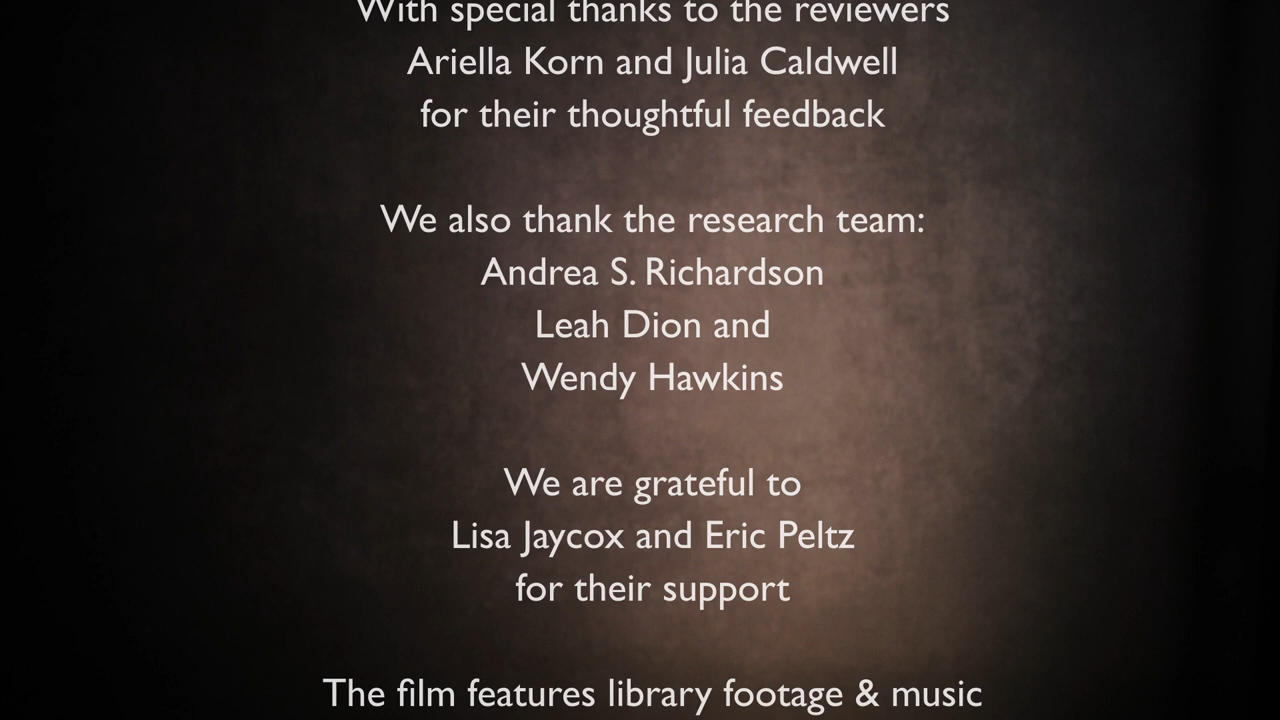 With special thanks to the reviewers
Ariella Korn and Julia Caldwell
for their thoughtful feedback
We also thank the research team:
Andrea S. Richardson
Leah Dion and
Wendy Hawkins
We are grateful to
Lisa Jaycox and Eric Peltz
for their support
The film features library footage & music